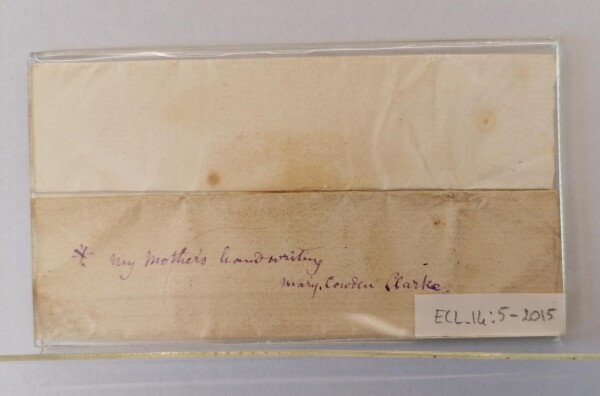 * My Mother's handwriting
Mary Cowden Clarke.
ECL.14:5-2015